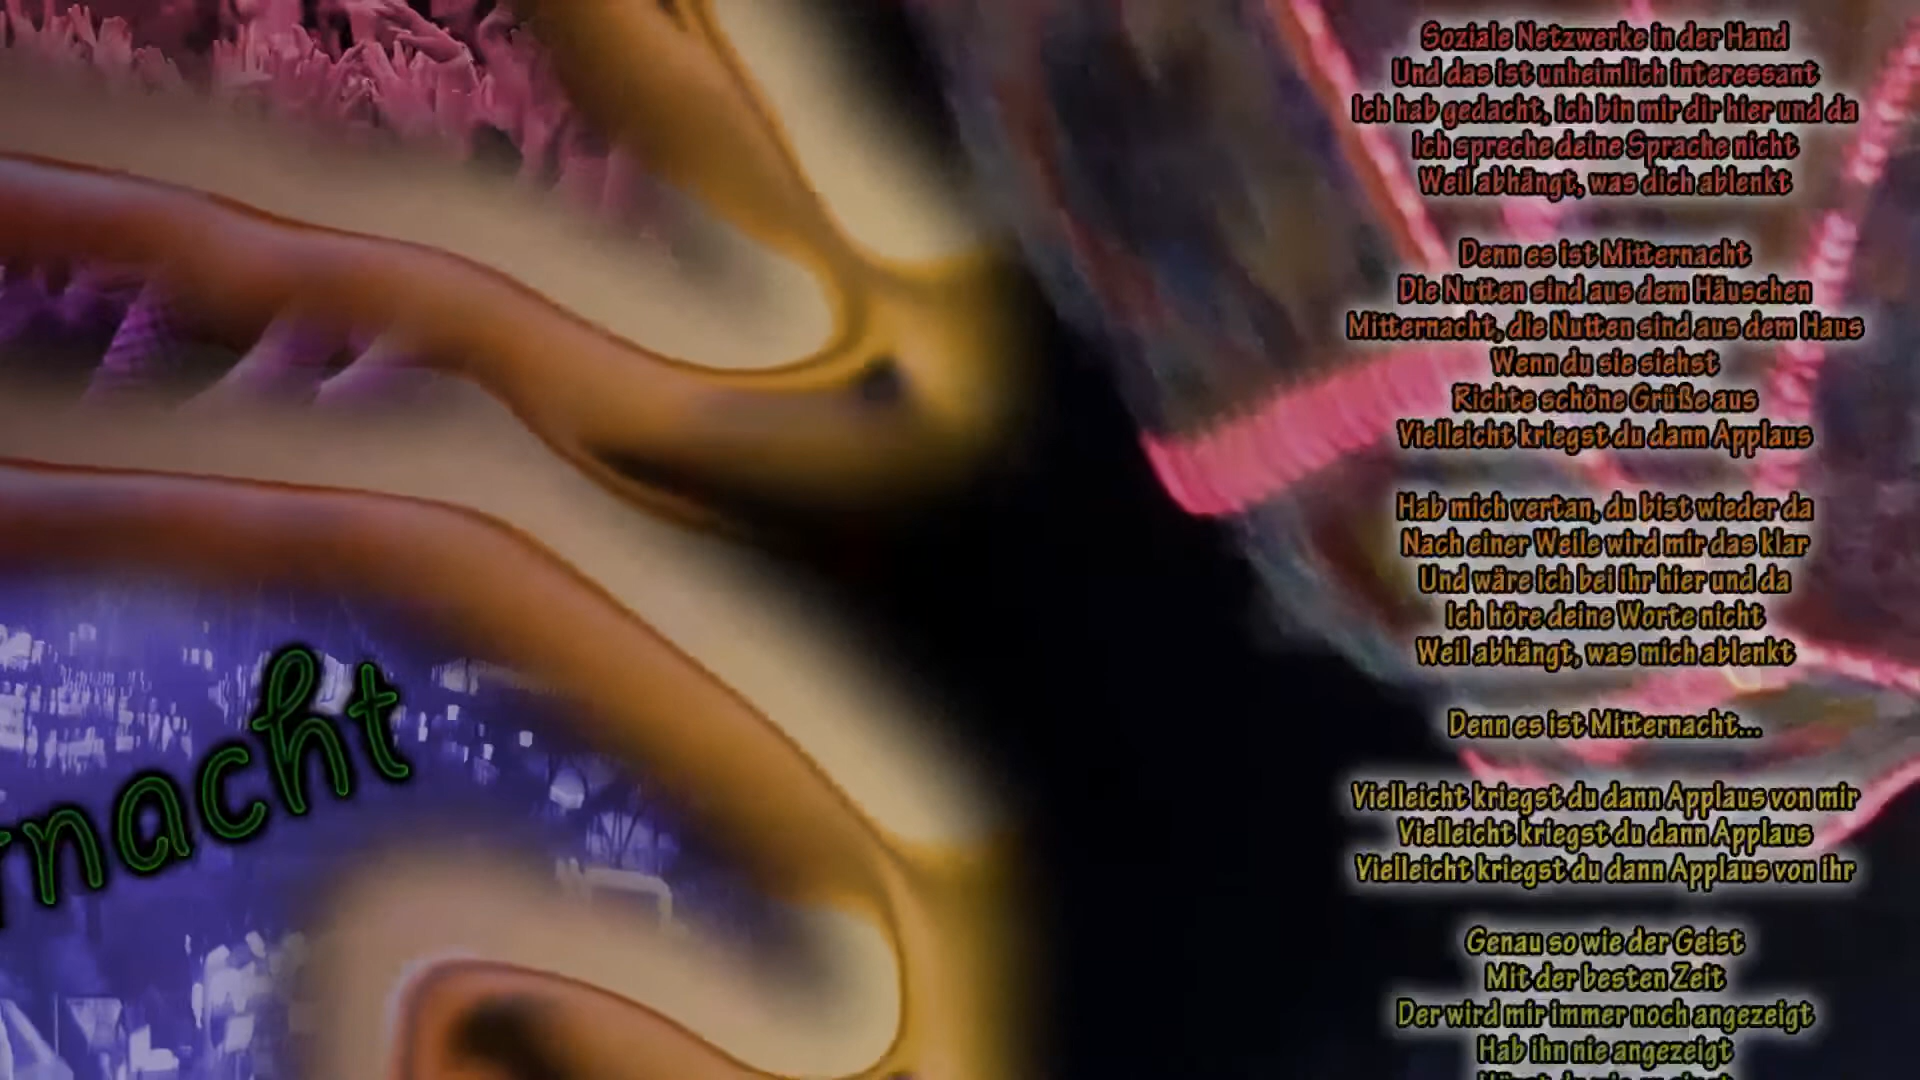 Soziale Netzwerke in der Hand
Und das ist unheimlich interessant
Ich hab gedacht, ich bin mir dir hier und da
Ich spreche deine Sprache nicht
Weil abhängt, was dich ablenkt
Denn es ist Mitternacht
Die Nutten sind aus dem Häuschen
Mitternacht, die Nutten sind aus dem Haus
Wenn du sie siehst
Richte schöne Grüße aus
Vielleicht kriegst du dann Applaus
Hab mich vertan, du bist wieder da
Nach einer Weile wird mir das klar
Und wäre ich bei ihr hier und da
Ich höre deine Worte nicht
Weil abhängt, was mich ablenkt
Denn es ist Mitternacht...
Vielleicht kriegst du dann Applaus von mir
Vielleicht kriegst du dann Applaus
Vielleicht kriegst du dann Applaus von ihr
Genau so wie der Geist
Mit der besten Zeit
Der wird mir immer noch angezeigt
Hab ihn nie angezeigt
rnacht